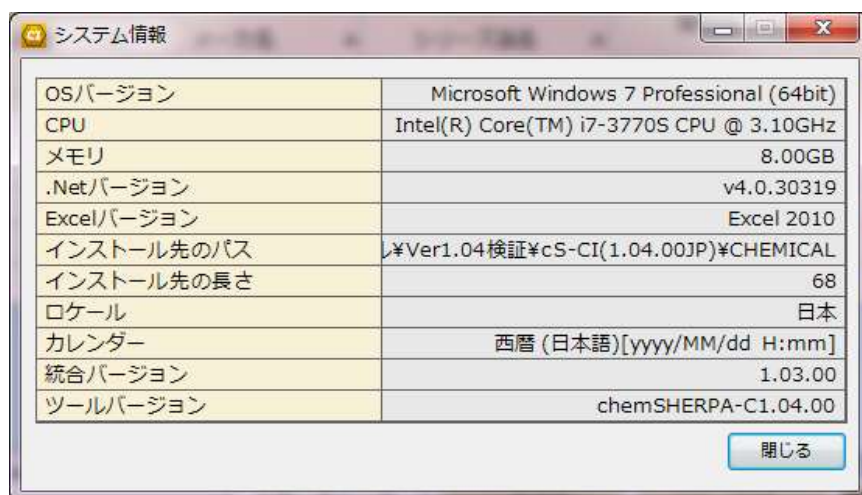 システム情報
OSバージョン Microsoft Windows 7 Professional (64bit)
CPU Intel(R) Core(TM) i7-3770S CPU @ 3.10GHz
メモリ 8.00GB
.Netバージョン v4.0.30319
Excelバージョン Excel 2010
インストール先のパス ル¥Ver1.04検証¥cS-CI(1.04.00JP)¥CHEMICAL
インストール先の長さ 68
ロケール 日本
カレンダー 西暦 (日本語)[yyyy/MM/dd H:mm]
統合バージョン 1.03.00
ツールバージョン chemSHERPA-C1.04.00
閉じる